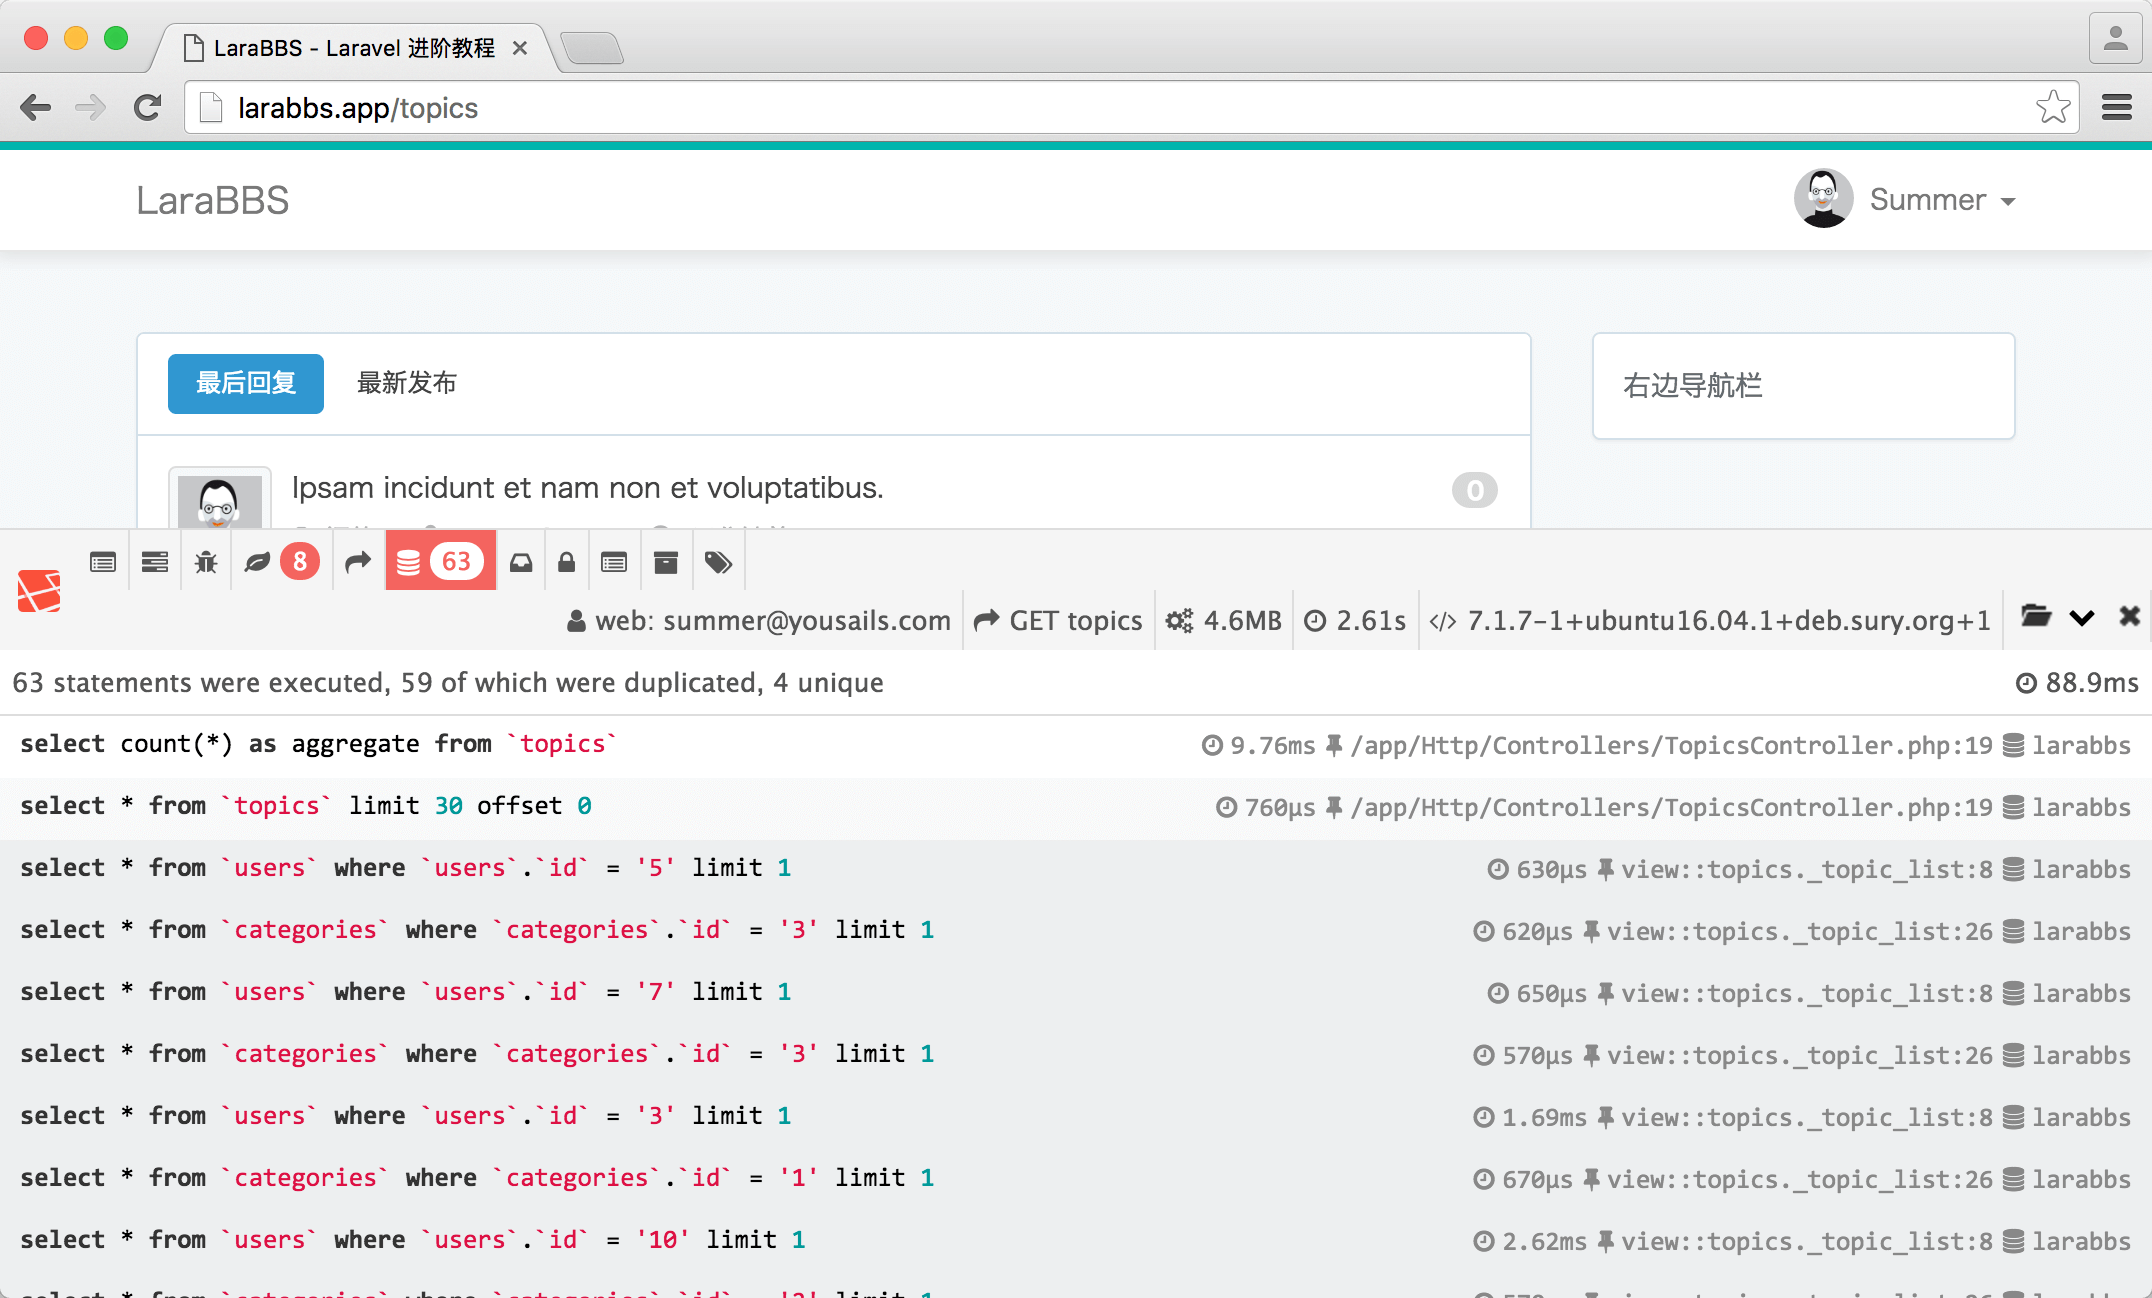 LaraBBS - Laravel 进阶教程
larabbs.app/topics
LaraBBS
Summer
最后回复 最新发布
右边导航栏
Ipsam incidunt et nam non et voluptatibus.
0
8
63
web: summer@yousails.com GET topics 4.6MB 2.61s 7.1.7-1+ubuntu16.04.1+deb.sury.org+1
63 statements were executed, 59 of which were duplicated, 4 unique 88.9ms
select count(*) as aggregate from `topics` 9.76ms /app/Http/Controllers/TopicsController.php:19 larabbs
select * from `topics` limit 30 offset 0 760μs /app/Http/Controllers/TopicsController.php:19 larabbs
select * from `users` where `users`.`id` = '5' limit 1 630μs view::topics._topic_list:8 larabbs
select * from `categories` where `categories`.`id` = '3' limit 1 620μs view::topics._topic_list:26 larabbs
select * from `users` where `users`.`id` = '7' limit 1 650μs view::topics._topic_list:8 larabbs
select * from `categories` where `categories`.`id` = '3' limit 1 570μs view::topics._topic_list:26 larabbs
select * from `users` where `users`.`id` = '3' limit 1 1.69ms view::topics._topic_list:8 larabbs
select * from `categories` where `categories`.`id` = '1' limit 1 670μs view::topics._topic_list:26 larabbs
select * from `users` where `users`.`id` = '10' limit 1 2.62ms view::topics._topic_list:8 larabbs